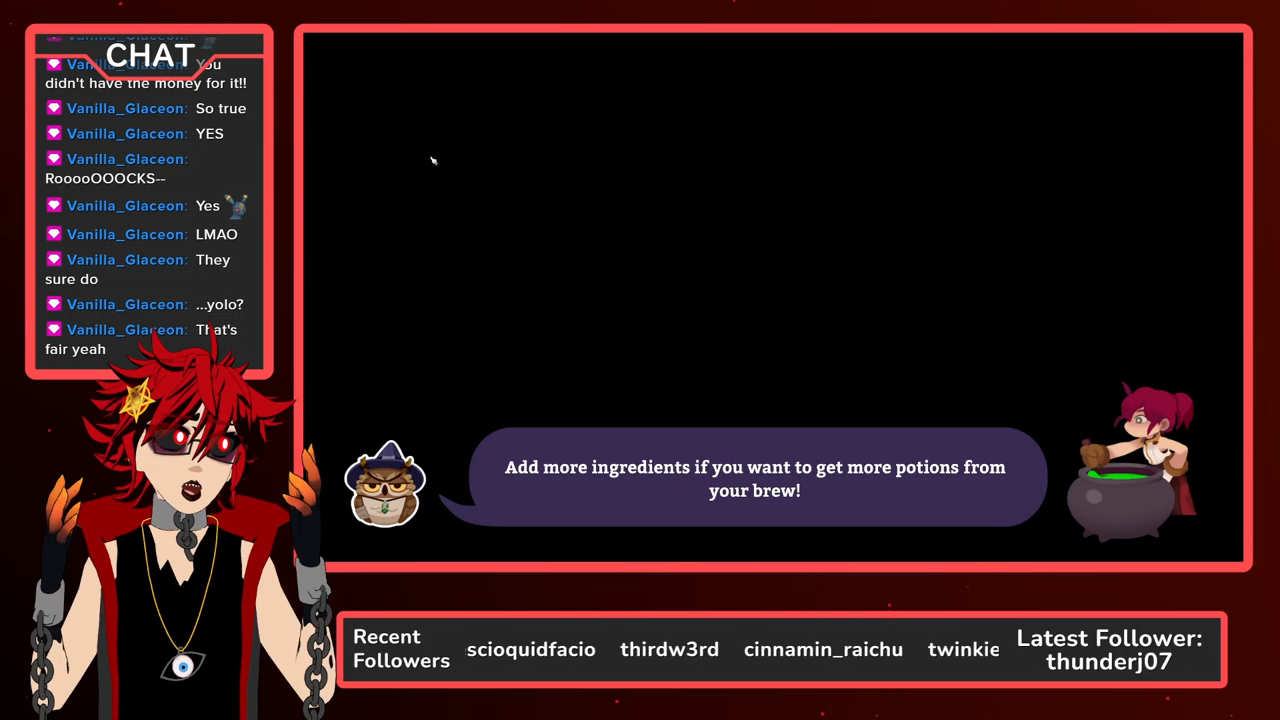 CHAT
Vanilla_Glaceon: You
didn't have the money for it!!
Vanilla_Glaceon: So true
Vanilla_Glaceon: YES
Vanilla_Glaceon:
RooooOOOCKS--
Vanilla_Glaceon: Yes
Vanilla_Glaceon: LMAO
Vanilla_Glaceon: They
sure do
Vanilla_Glaceon: ...yolo?
Vanilla_Glaceon: That's
fair yeah
Add more ingredients if you want to get more potions from
your brew!
Recent
Followers
scioquidfacio thirdw3rd cinnamin_raichu twinkie
Latest Follower:
thunderj07